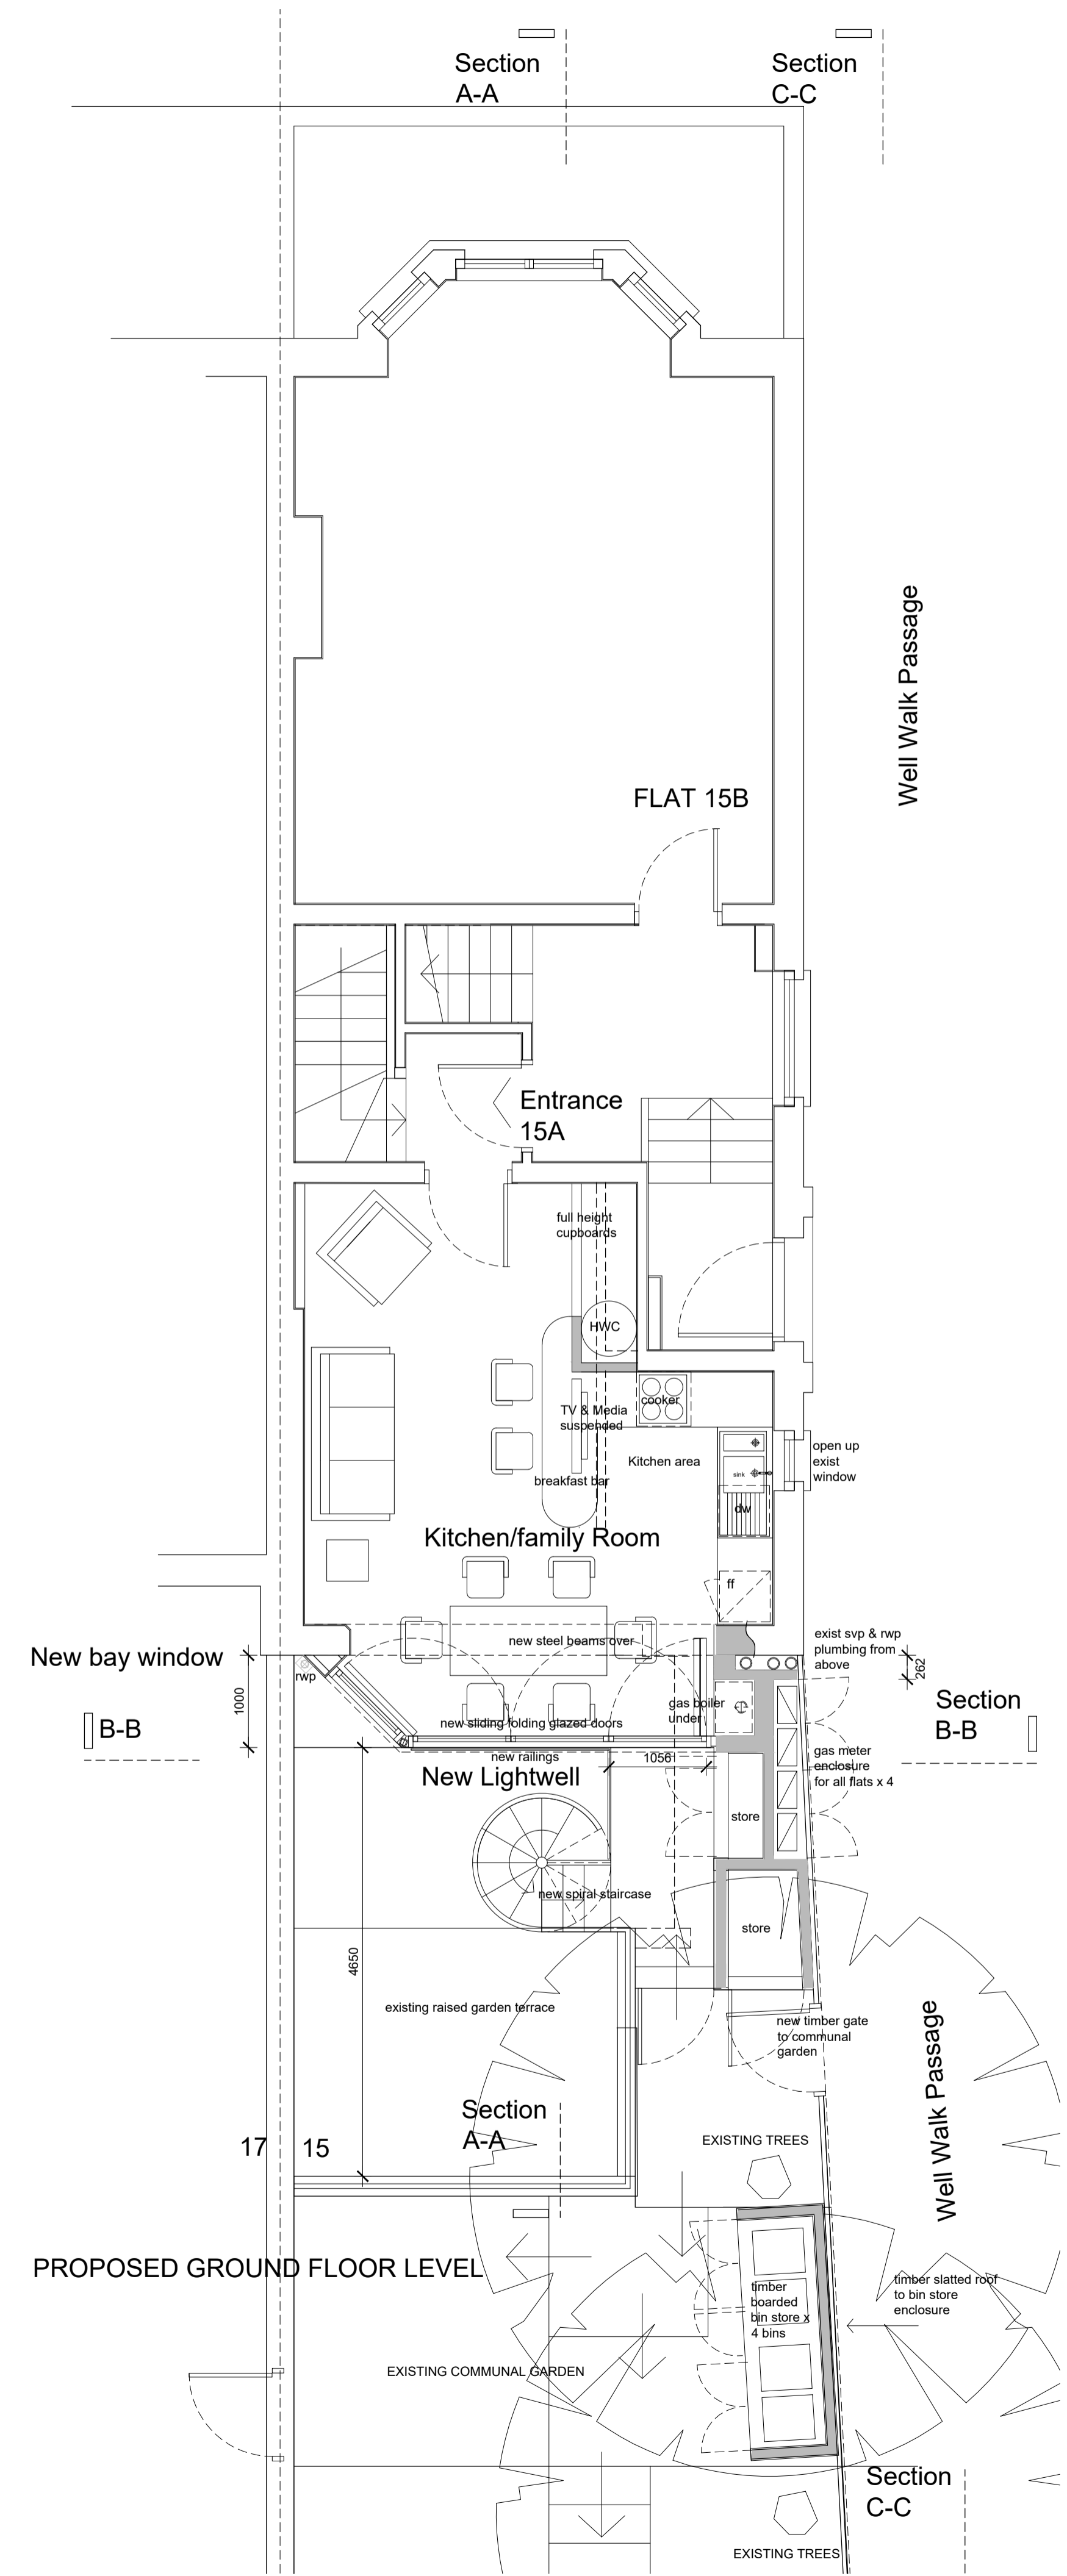 Section
A-A
Section
C-C
Well Walk Passage
FLAT 15B
Entrance
15A
full height
cupboards
HWC
cooker
TV & Media
suspended
Kitchen area
sink
open up
exist
window
breakfast bar
dw
Kitchen/family Room
ff
New bay window
new steel beams over
exist svp & rwp
plumbing from
above
262
rwp
1000
B-B
gas boiler
under
Section
B-B
new sliding folding glazed doors
new railings
1056
gas meter
enclosure
for all flats x 4
New Lightwell
store
new spiral staircase
store
4650
existing raised garden terrace
new timber gate
to communal
garden
Well Walk Passage
Section
A-A
17
15
EXISTING TREES
PROPOSED GROUND FLOOR LEVEL
timber
boarded
bin store x
4 bins
timber slatted roof
to bin store
enclosure
EXISTING COMMUNAL GARDEN
Section
C-C
EXISTING TREES